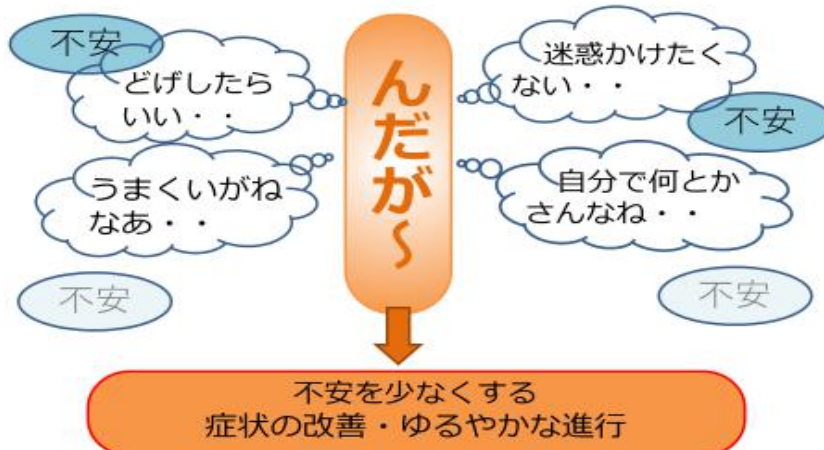 不安
どげしたら
いい・・
うまくいがね
なあ・・
不安
んだが~
迷惑かけたく
ない・・
不安
自分で何とか
さんなね・・
不安
不安を少なくする
症状の改善・ゆるやかな進行